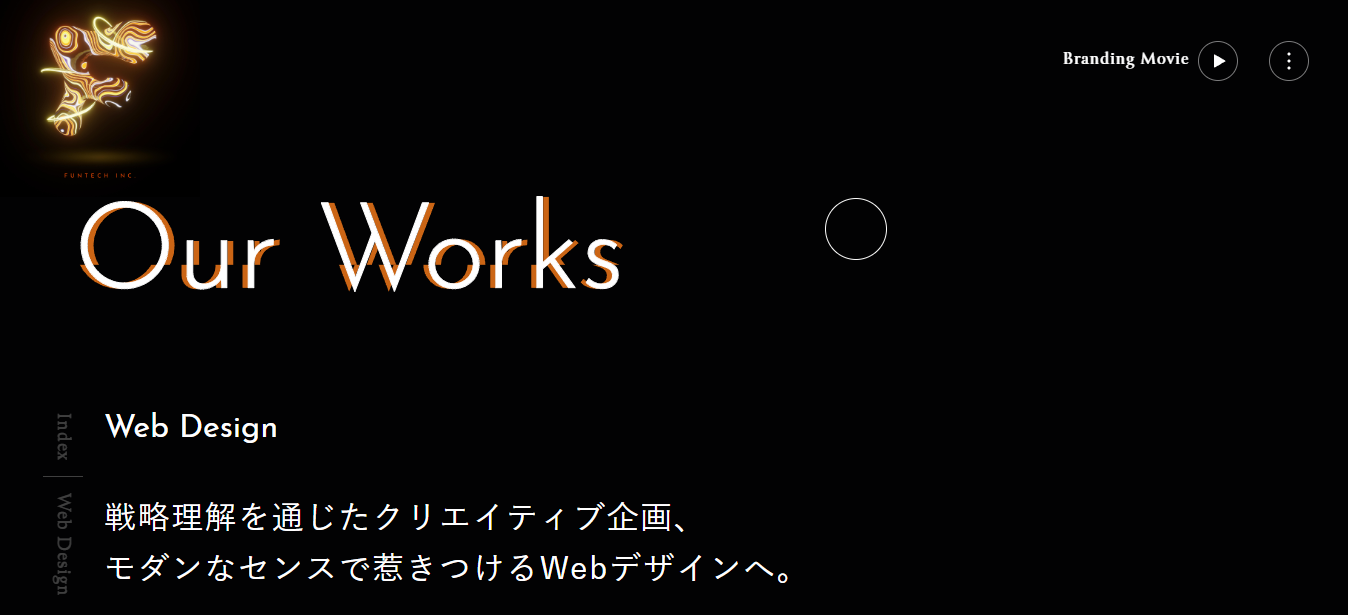 FUNTECH INC.
Branding Movie
Our Works
Index
Web Design
Web Design
戦略理解を通じたクリエイティブ企画、
モダンなセンスで惹きつけるWebデザインへ。